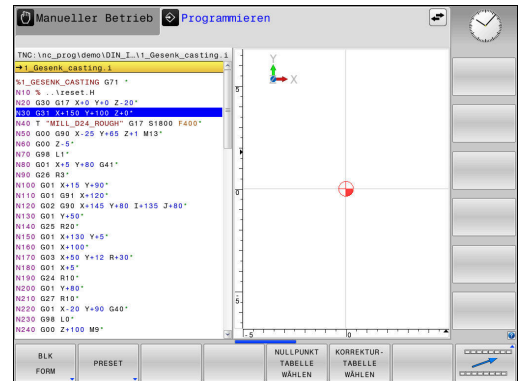 Manueller Betrieb
Programmieren
TNC:\nc_prog\demo\DIN_I…\1_Gesenk_casting.i
→1_Gesenk_casting.i
%1_GESENK_CASTING G71 *
N10 % ..\reset.H
N20 G30 G17 X+0 Y+0 Z-20*
N30 G31 X+150 Y+100 Z+0*
N40 T "MILL_D24_ROUGH" G17 S1800 F400*
N50 G00 G90 X-25 Y+65 Z+1 M13*
N60 G00 Z-5*
N70 G98 L1*
N80 G01 X+5 Y+80 G41*
N90 G26 R3*
N100 G01 X+15 Y+90*
N110 G01 G91 X+120*
N120 G02 G90 X+145 Y+80 I+135 J+80*
N130 G01 Y+50*
N140 G25 R20*
N150 G01 X+130 Y+5*
N160 G01 X+100*
N170 G03 X+50 Y+12 R+30*
N180 G01 X+5*
N190 G24 R10*
N200 G01 Y+80*
N210 G27 R10*
N220 G01 X-20 Y+90 G40*
N230 G98 L0*
N240 G00 Z+100 M9*
Y
X
5
0
5
-5
0
BLK
FORM
PRESET
NULLPUNKT
TABELLE
WÄHLEN
KORREKTUR-
TABELLE
WÄHLEN